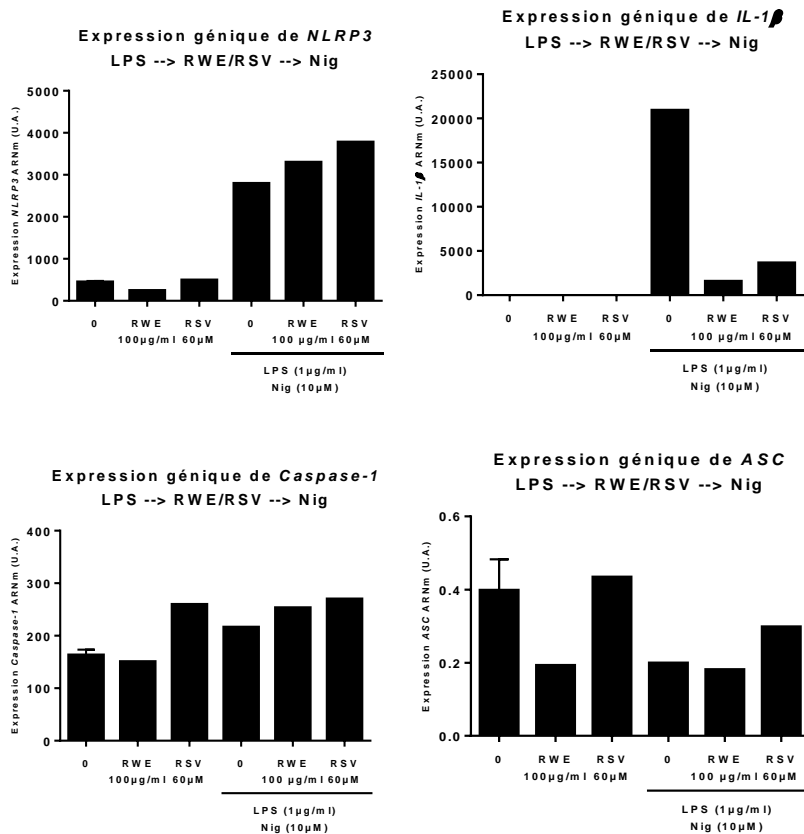 Expression génique de NLRP3
LPS --> RWE/RSV --> Nig
Expression NLRP3 ARNm (U.A.)
5000
4000
3000
2000
1000
0
0 RWE RSV 0 RWE RSV
100µg/ml 60µM 100 µg/ml 60µM
LPS (1µg/ml)
Nig (10µM)
Expression génique de IL-1β
LPS --> RWE/RSV --> Nig
Expression IL-1β ARNm (U.A.)
25000
20000
15000
10000
5000
0
0 RWE RSV 0 RWE RSV
100µg/ml 60µM 100 µg/ml 60µM
LPS (1µg/ml)
Nig (10µM)
Expression génique de Caspase-1
LPS --> RWE/RSV --> Nig
Expression Caspase-1 ARNm (U.A.)
400
300
200
100
0
0 RWE RSV 0 RWE RSV
100µg/ml 60µM 100 µg/ml 60µM
LPS (1µg/ml)
Nig (10µM)
Expression génique de ASC
LPS --> RWE/RSV --> Nig
Expression ASC ARNm (U.A.)
0.6
0.4
0.2
0.0
0 RWE RSV 0 RWE RSV
100µg/ml 60µM 100 µg/ml 60µM
LPS (1µg/ml)
Nig (10µM)